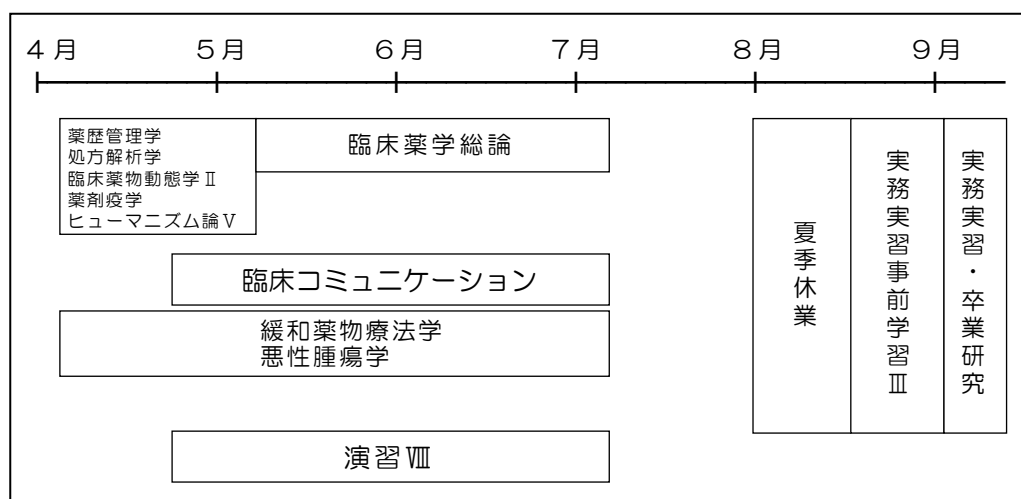 4月 5月 6月 7月 8月 9月
薬歴管理学
処方解析学
臨床薬物動態学Ⅱ
薬剤疫学
ヒューマニズム論Ⅴ
臨床薬学総論
臨床コミュニケーション
緩和薬物療法学
悪性腫瘍学
演習Ⅷ
夏季休業
実務実習事前学習Ⅲ
実務実習・卒業研究